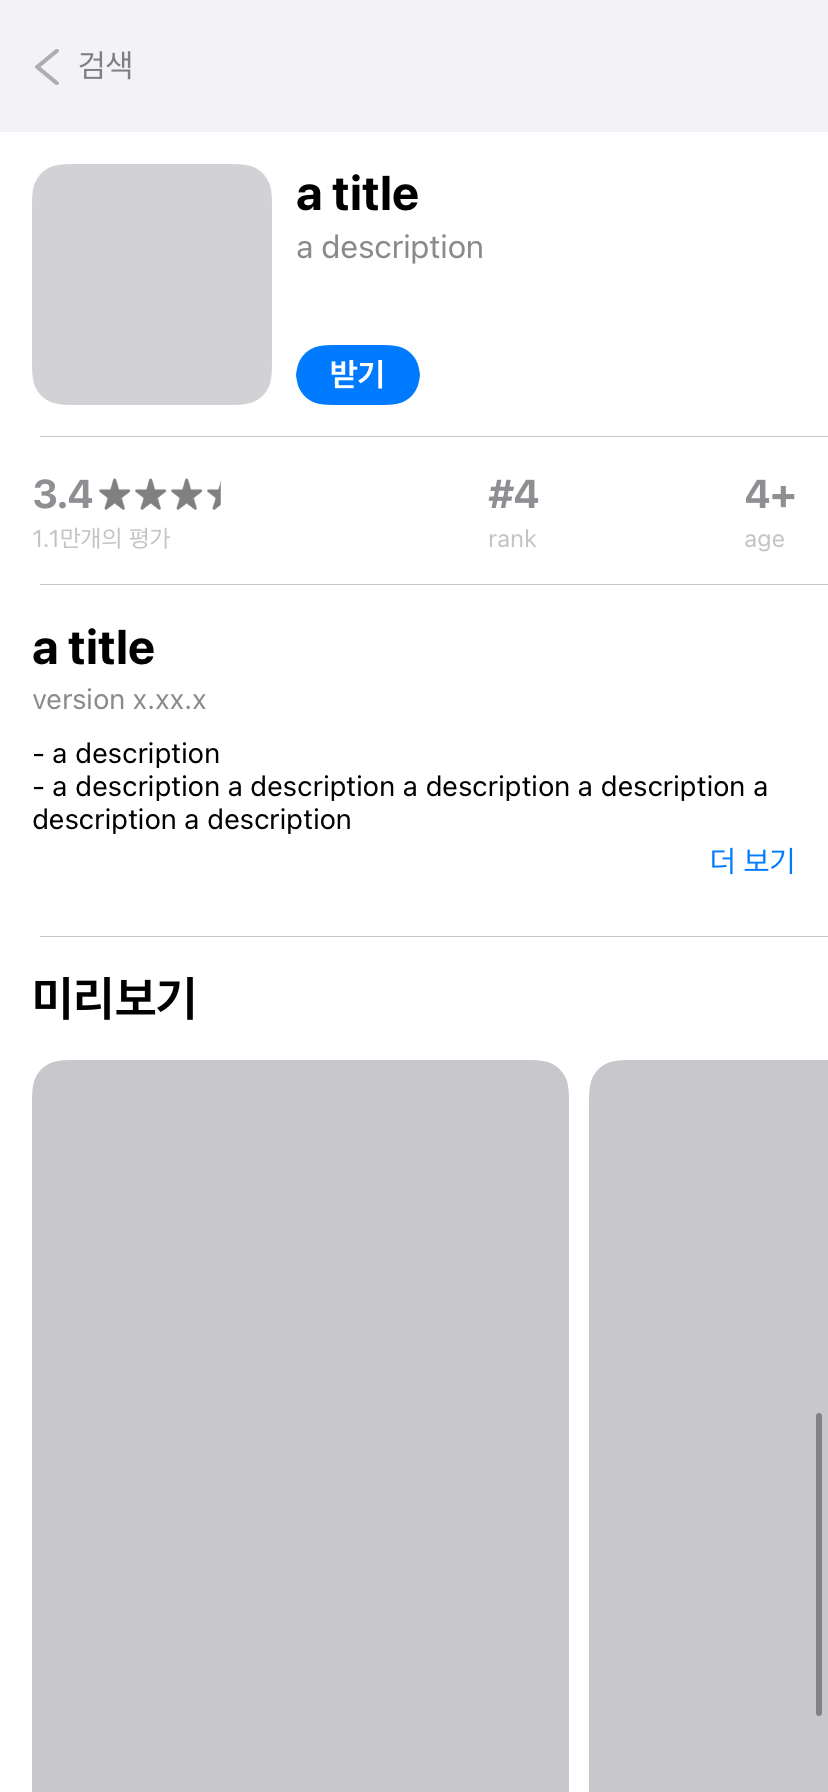 검색
a title
a description
받기
3.4
1.1만개의 평가
#4
rank
4+
age
a title
version x.xx.x
- a description
- a description a description a description a description a
description a description
더 보기
미리보기